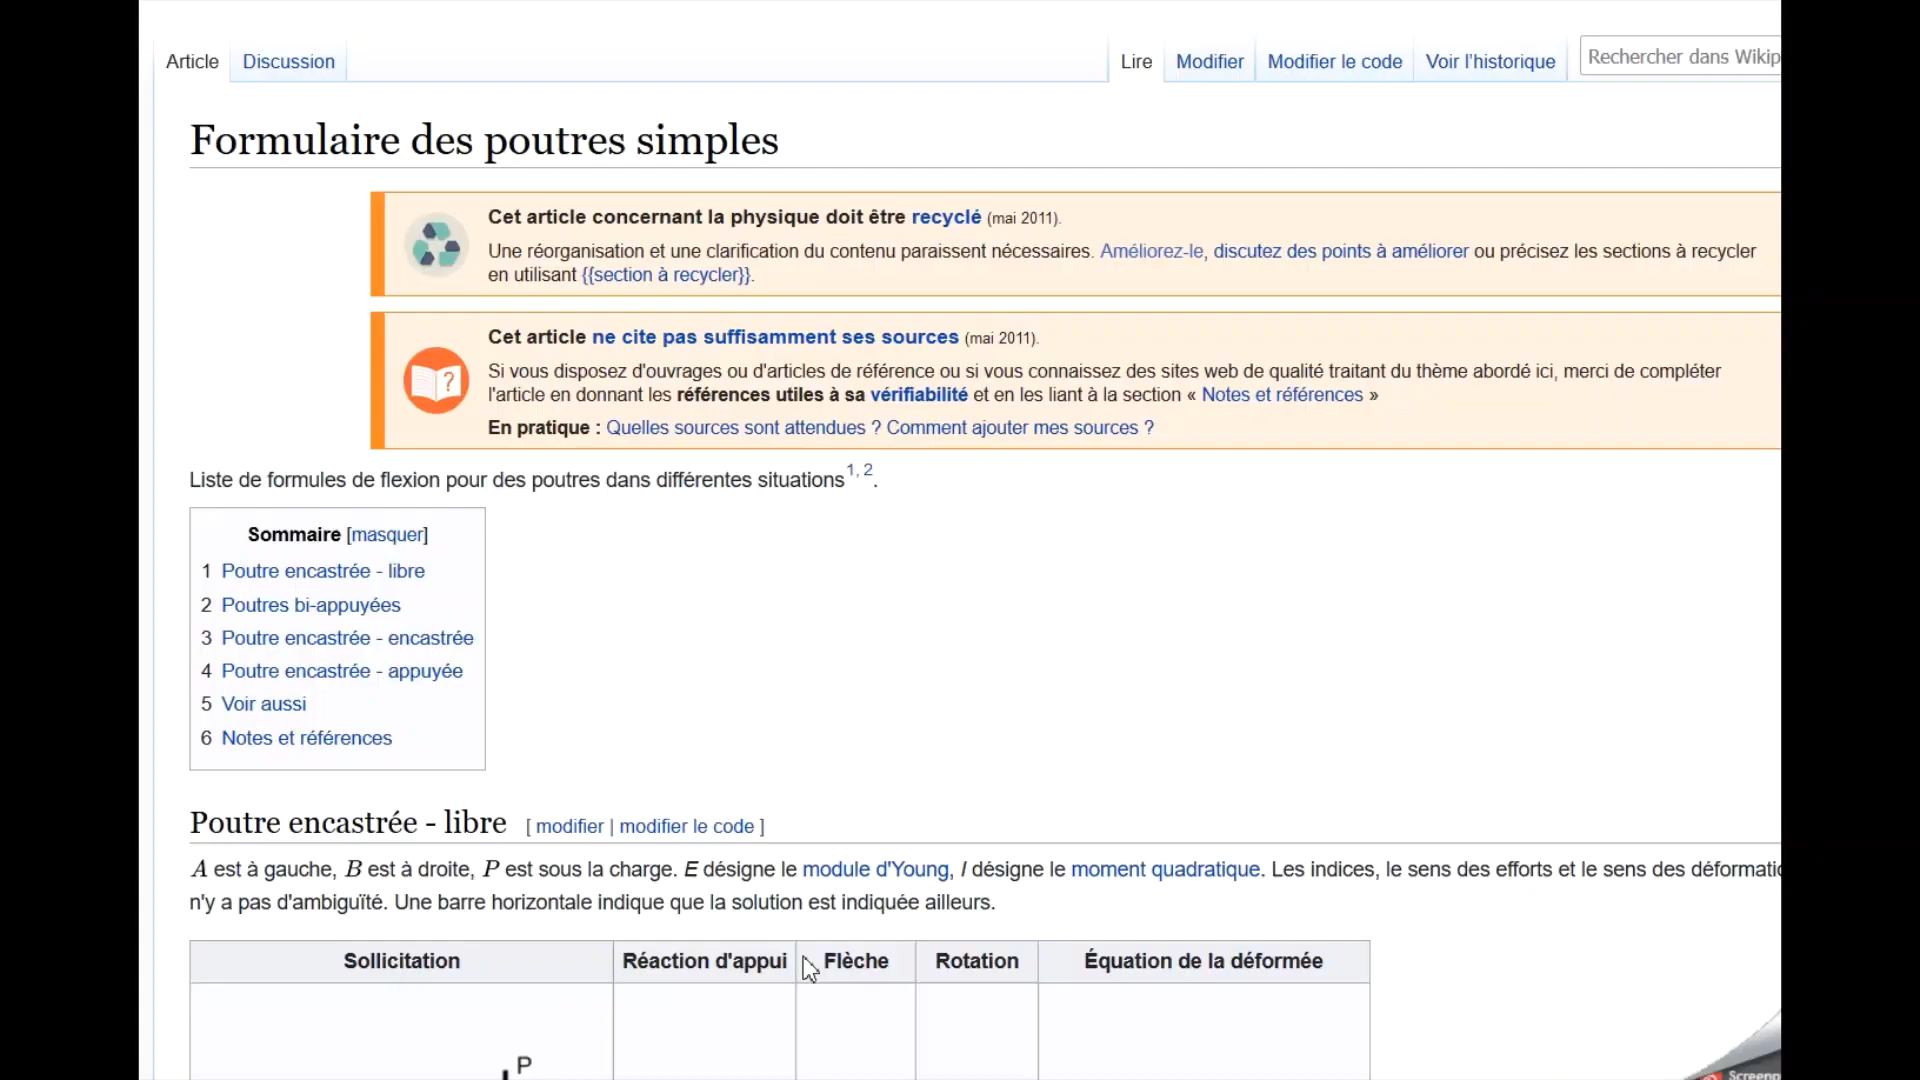 Article Discussion Lire Modifier Modifier le code Voir l'historique Rechercher dans Wikip
Formulaire des poutres simples
Cet article concernant la physique doit être recyclé (mai 2011).
Une réorganisation et une clarification du contenu paraissent nécessaires. Améliorez-le, discutez des points à améliorer ou précisez les sections à recycler
en utilisant {{section à recycler}}.
Cet article ne cite pas suffisamment ses sources (mai 2011).
Si vous disposez d'ouvrages ou d'articles de référence ou si vous connaissez des sites web de qualité traitant du thème abordé ici, merci de compléter
l'article en donnant les références utiles à sa vérifiabilité et en les liant à la section « Notes et références »
En pratique : Quelles sources sont attendues ? Comment ajouter mes sources ?
Liste de formules de flexion pour des poutres dans différentes situations1, 2.
Sommaire [masquer]
1 Poutre encastrée - libre
2 Poutres bi-appuyées
3 Poutre encastrée - encastrée
4 Poutre encastrée - appuyée
5 Voir aussi
6 Notes et références
Poutre encastrée - libre [ modifier | modifier le code ]
A est à gauche, B est à droite, P est sous la charge. E désigne le module d'Young, I désigne le moment quadratique. Les indices, le sens des efforts et le sens des déformatio
n'y a pas d'ambiguïté. Une barre horizontale indique que la solution est indiquée ailleurs.
Sollicitation Réaction d'appui Flèche Rotation Équation de la déformée
P